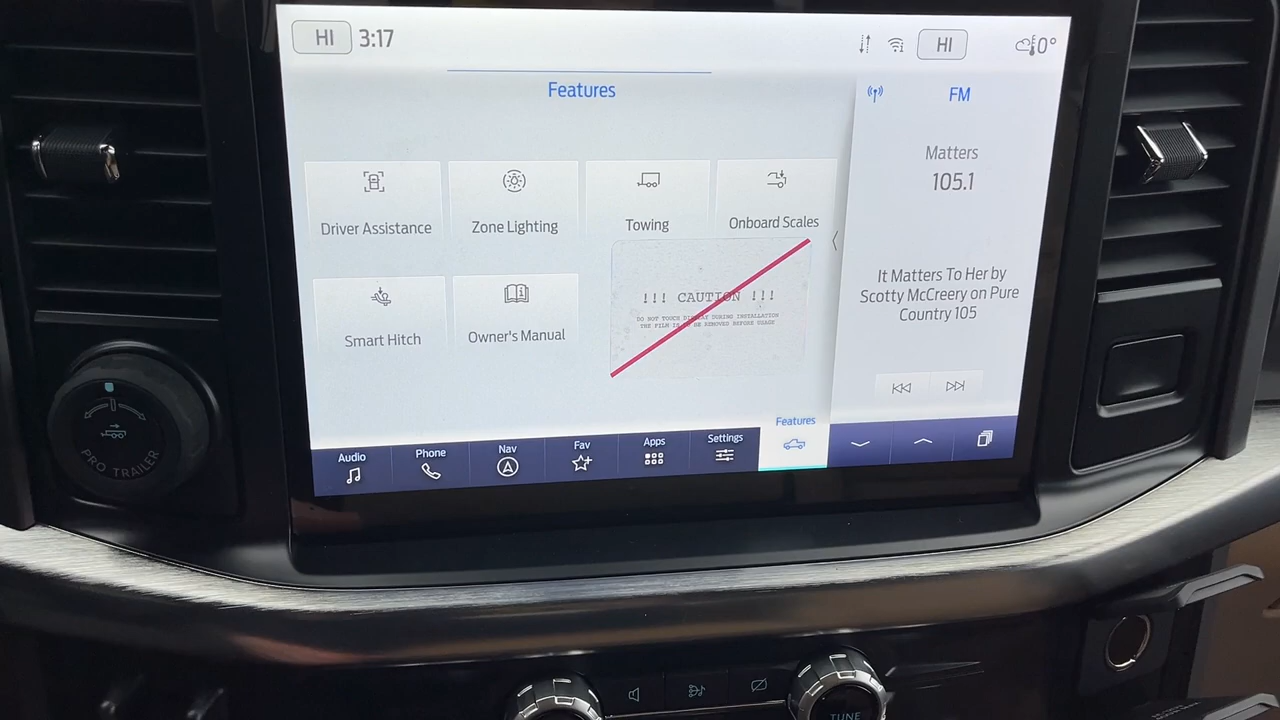 HI 3:17
HI
0°
Features
FM
Matters
105.1
Driver Assistance
Zone Lighting
Towing
Onboard Scales
!!! CAUTION !!!
DO NOT TOUCH DISPLAY DURING INSTALLATION
THE FILM IS TO BE REMOVED BEFORE USAGE
Smart Hitch
Owner's Manual
It Matters To Her by
Scotty McCreery on Pure
Country 105
Audio
Phone
Nav
Fav
Apps
Settings
Features
PRO TRAILER
TUNE